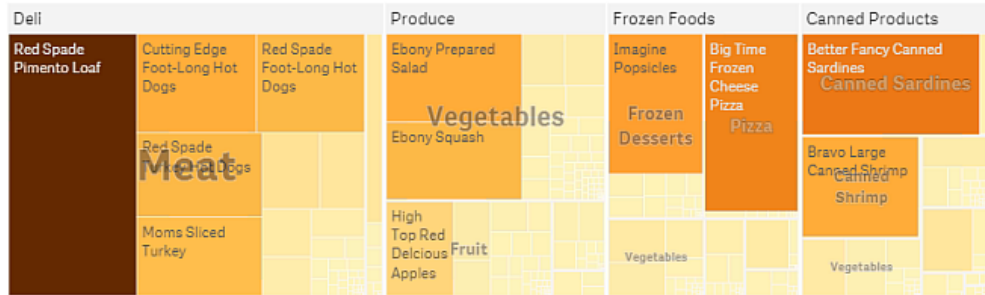 Deli
Red Spade
Pimento Loaf
Cutting Edge
Foot-Long Hot
Dogs
Red Spade
Foot-Long Hot
Dogs
Red Spade
Turkey Hot Dogs
Meat
Moms Sliced
Turkey
Produce
Ebony Prepared
Salad
Vegetables
Ebony Squash
High
Top Red
Delcious
Apples
Fruit
Frozen Foods
Imagine
Popsicles
Frozen
Desserts
Big Time
Frozen
Cheese
Pizza
Pizza
Vegetables
Canned Products
Better Fancy Canned
Sardines
Canned Sardines
Bravo Large
Canned Shrimp
Canned
Shrimp
Vegetables